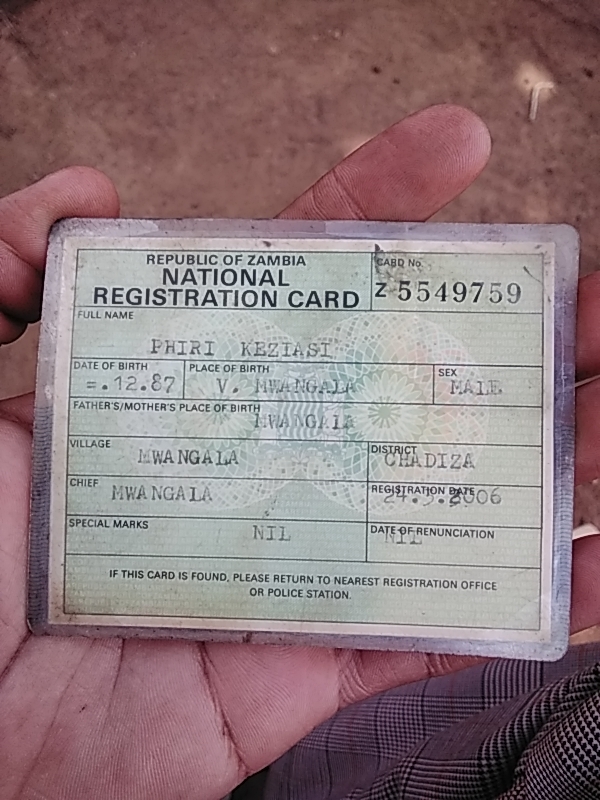 REPUBLIC OF ZAMBIA
NATIONAL
REGISTRATION CARD
CARD No.
Z 5549759
FULL NAME
PHIRI KEZIASI
DATE OF BIRTH
=.12.87
PLACE OF BIRTH
V. MWANGALA
SEX
MALE
FATHER'S/MOTHER'S PLACE OF BIRTH
MWANGALA
VILLAGE
MWANGALA
DISTRICT
CHADIZA
CHIEF
MWANGALA
REGISTRATION DATE
SPECIAL MARKS
NIL
DATE OF RENUNCIATION
NIL
IF THIS CARD IS FOUND, PLEASE RETURN TO NEAREST REGISTRATION OFFICE
OR POLICE STATION.